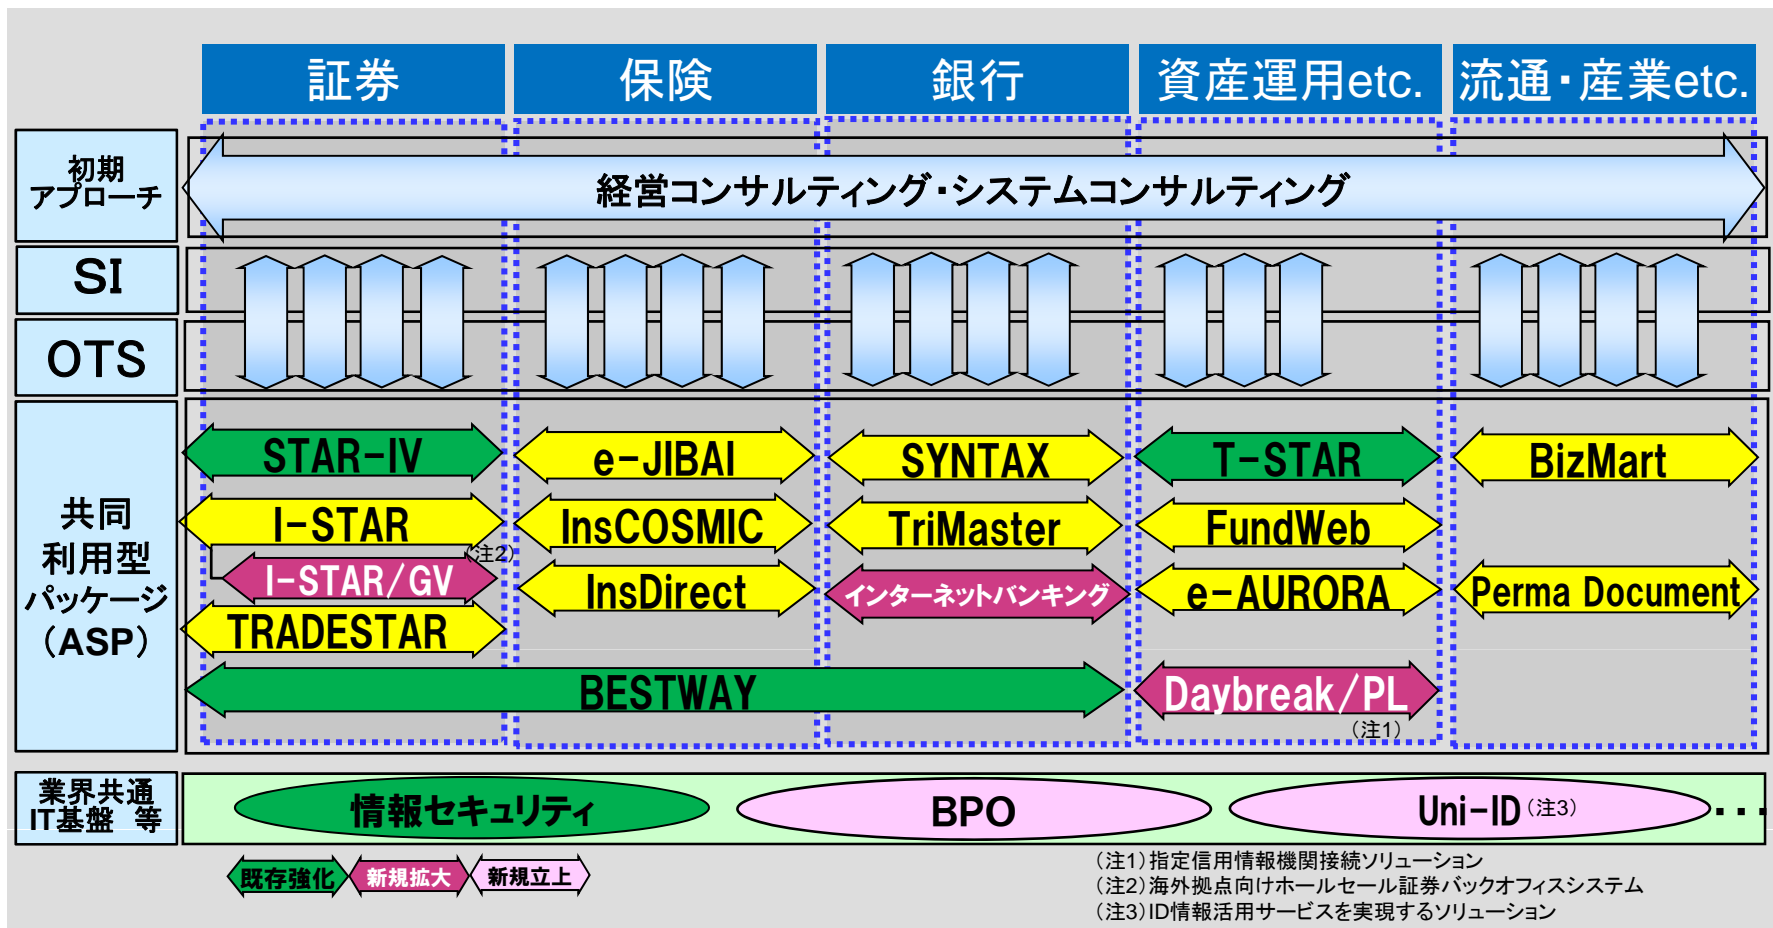 証券
保険
銀行
資産運用etc.
流通・産業etc.
初期
アプローチ
経営コンサルティング・システムコンサルティング
SI
OTS
共同
利用型
パッケージ
（ASP）
STAR-IV
e-JIBAI
SYNTAX
T-STAR
BizMart
I-STAR
InsCOSMIC
TriMaster
FundWeb
（注2）
I-STAR/GV
InsDirect
インターネットバンキング
e-AURORA
Perma Document
TRADESTAR
BESTWAY
Daybreak/PL
（注1）
業界共通
IT基盤 等
情報セキュリティ
BPO
Uni-ID（注3）
・・・
既存強化
新規拡大
新規立上
（注1）指定信用情報機関接続ソリューション
（注2）海外拠点向けホールセール証券バックオフィスシステム
（注3）ID情報活用サービスを実現するソリューション